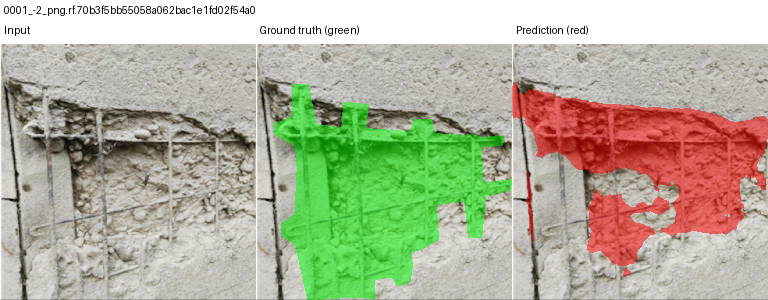 0001_-2_png.rf.70b3f5bb55058a062bac1e1fd02f54a0
Input
Ground truth (green)
Prediction (red)